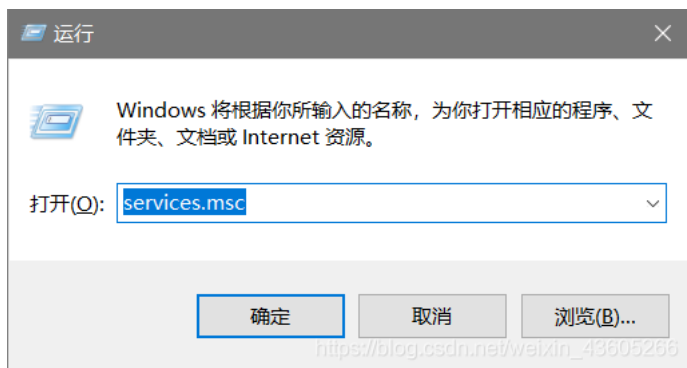 运行
Windows 将根据你所输入的名称，为你打开相应的程序、文
件夹、文档或 Internet 资源。
打开(O): services.msc
确定 取消 浏览(B)...
https://blog.csdn.net/weixin_43605266